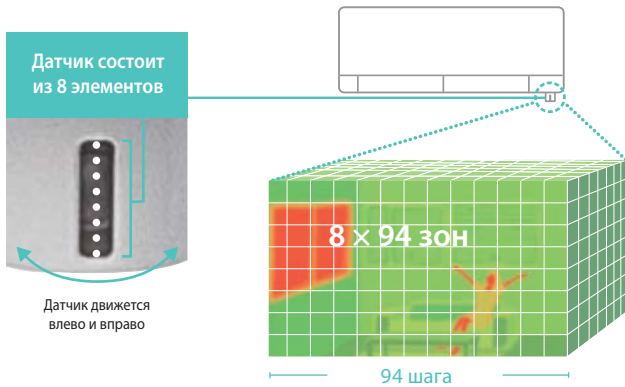 Датчик состоит
из 8 элементов
8 × 94 зон
Датчик движется
влево и вправо
94 шага